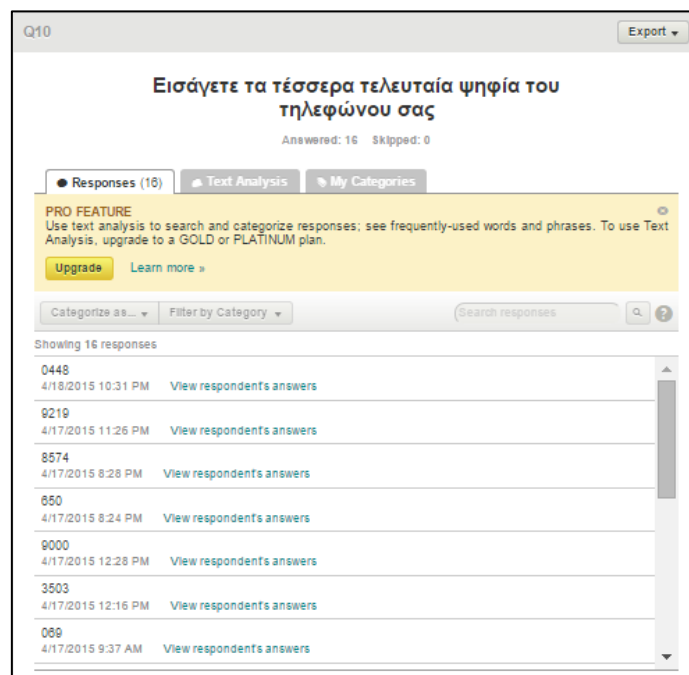 Q10
Export
Εισάγετε τα τέσσερα τελευταία ψηφία του
τηλεφώνου σας
Answered: 16 Skipped: 0
Responses (16) Text Analysis My Categories
PRO FEATURE
Use text analysis to search and categorize responses; see frequently-used words and phrases. To use Text
Analysis, upgrade to a GOLD or PLATINUM plan.
Upgrade Learn more »
Categorize as... Filter by Category Search responses ?
Showing 16 responses
0448
4/18/2015 10:31 PM View respondent's answers
9219
4/17/2015 11:26 PM View respondent's answers
8574
4/17/2015 8:28 PM View respondent's answers
650
4/17/2015 8:24 PM View respondent's answers
9000
4/17/2015 12:28 PM View respondent's answers
3503
4/17/2015 12:16 PM View respondent's answers
069
4/17/2015 9:37 AM View respondent's answers